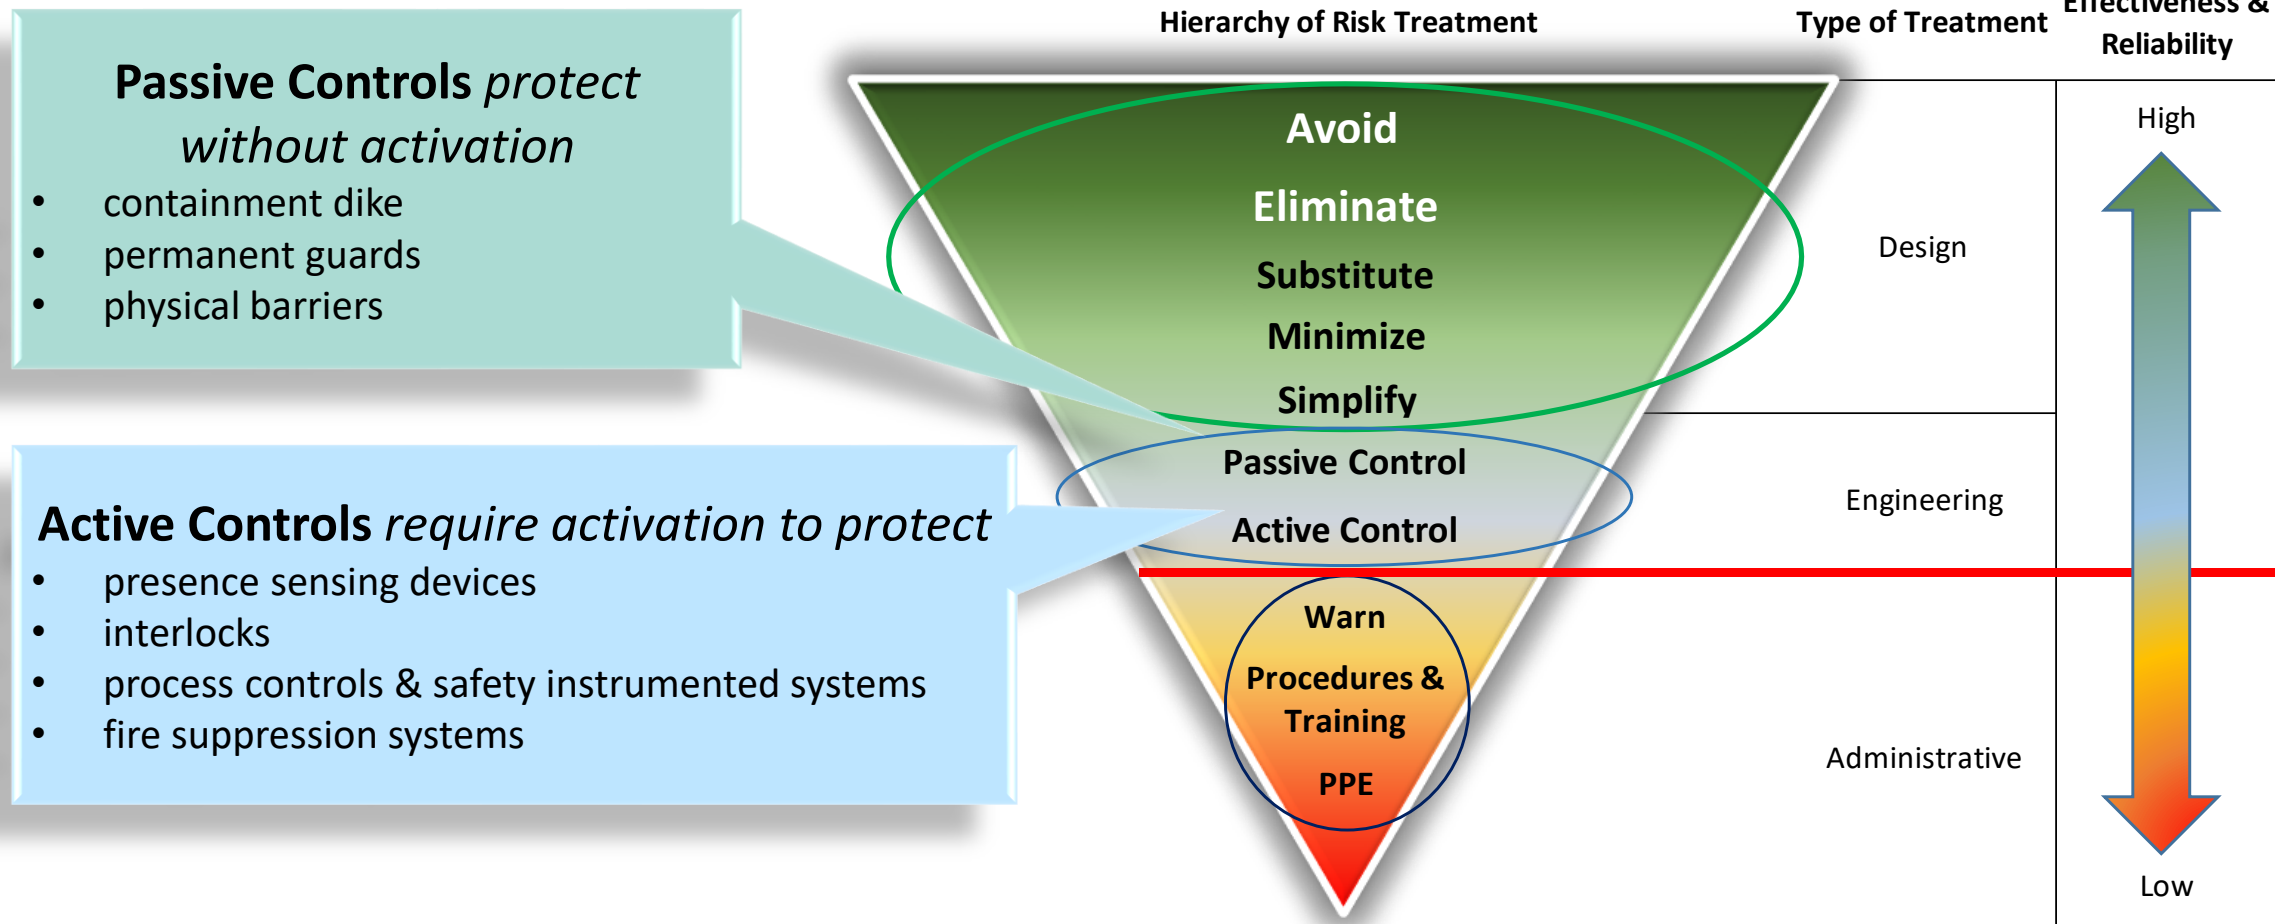 Hierarchy of Risk Treatment
Type of Treatment
Effectiveness &
Reliability
Passive Controls protect
without activation
• containment dike
• permanent guards
• physical barriers
Active Controls require activation to protect
• presence sensing devices
• interlocks
• process controls & safety instrumented systems
• fire suppression systems
Avoid
Eliminate
Substitute
Minimize
Simplify
Passive Control
Active Control
Warn
Procedures &
Training
PPE
Design
Engineering
Administrative
High
Low